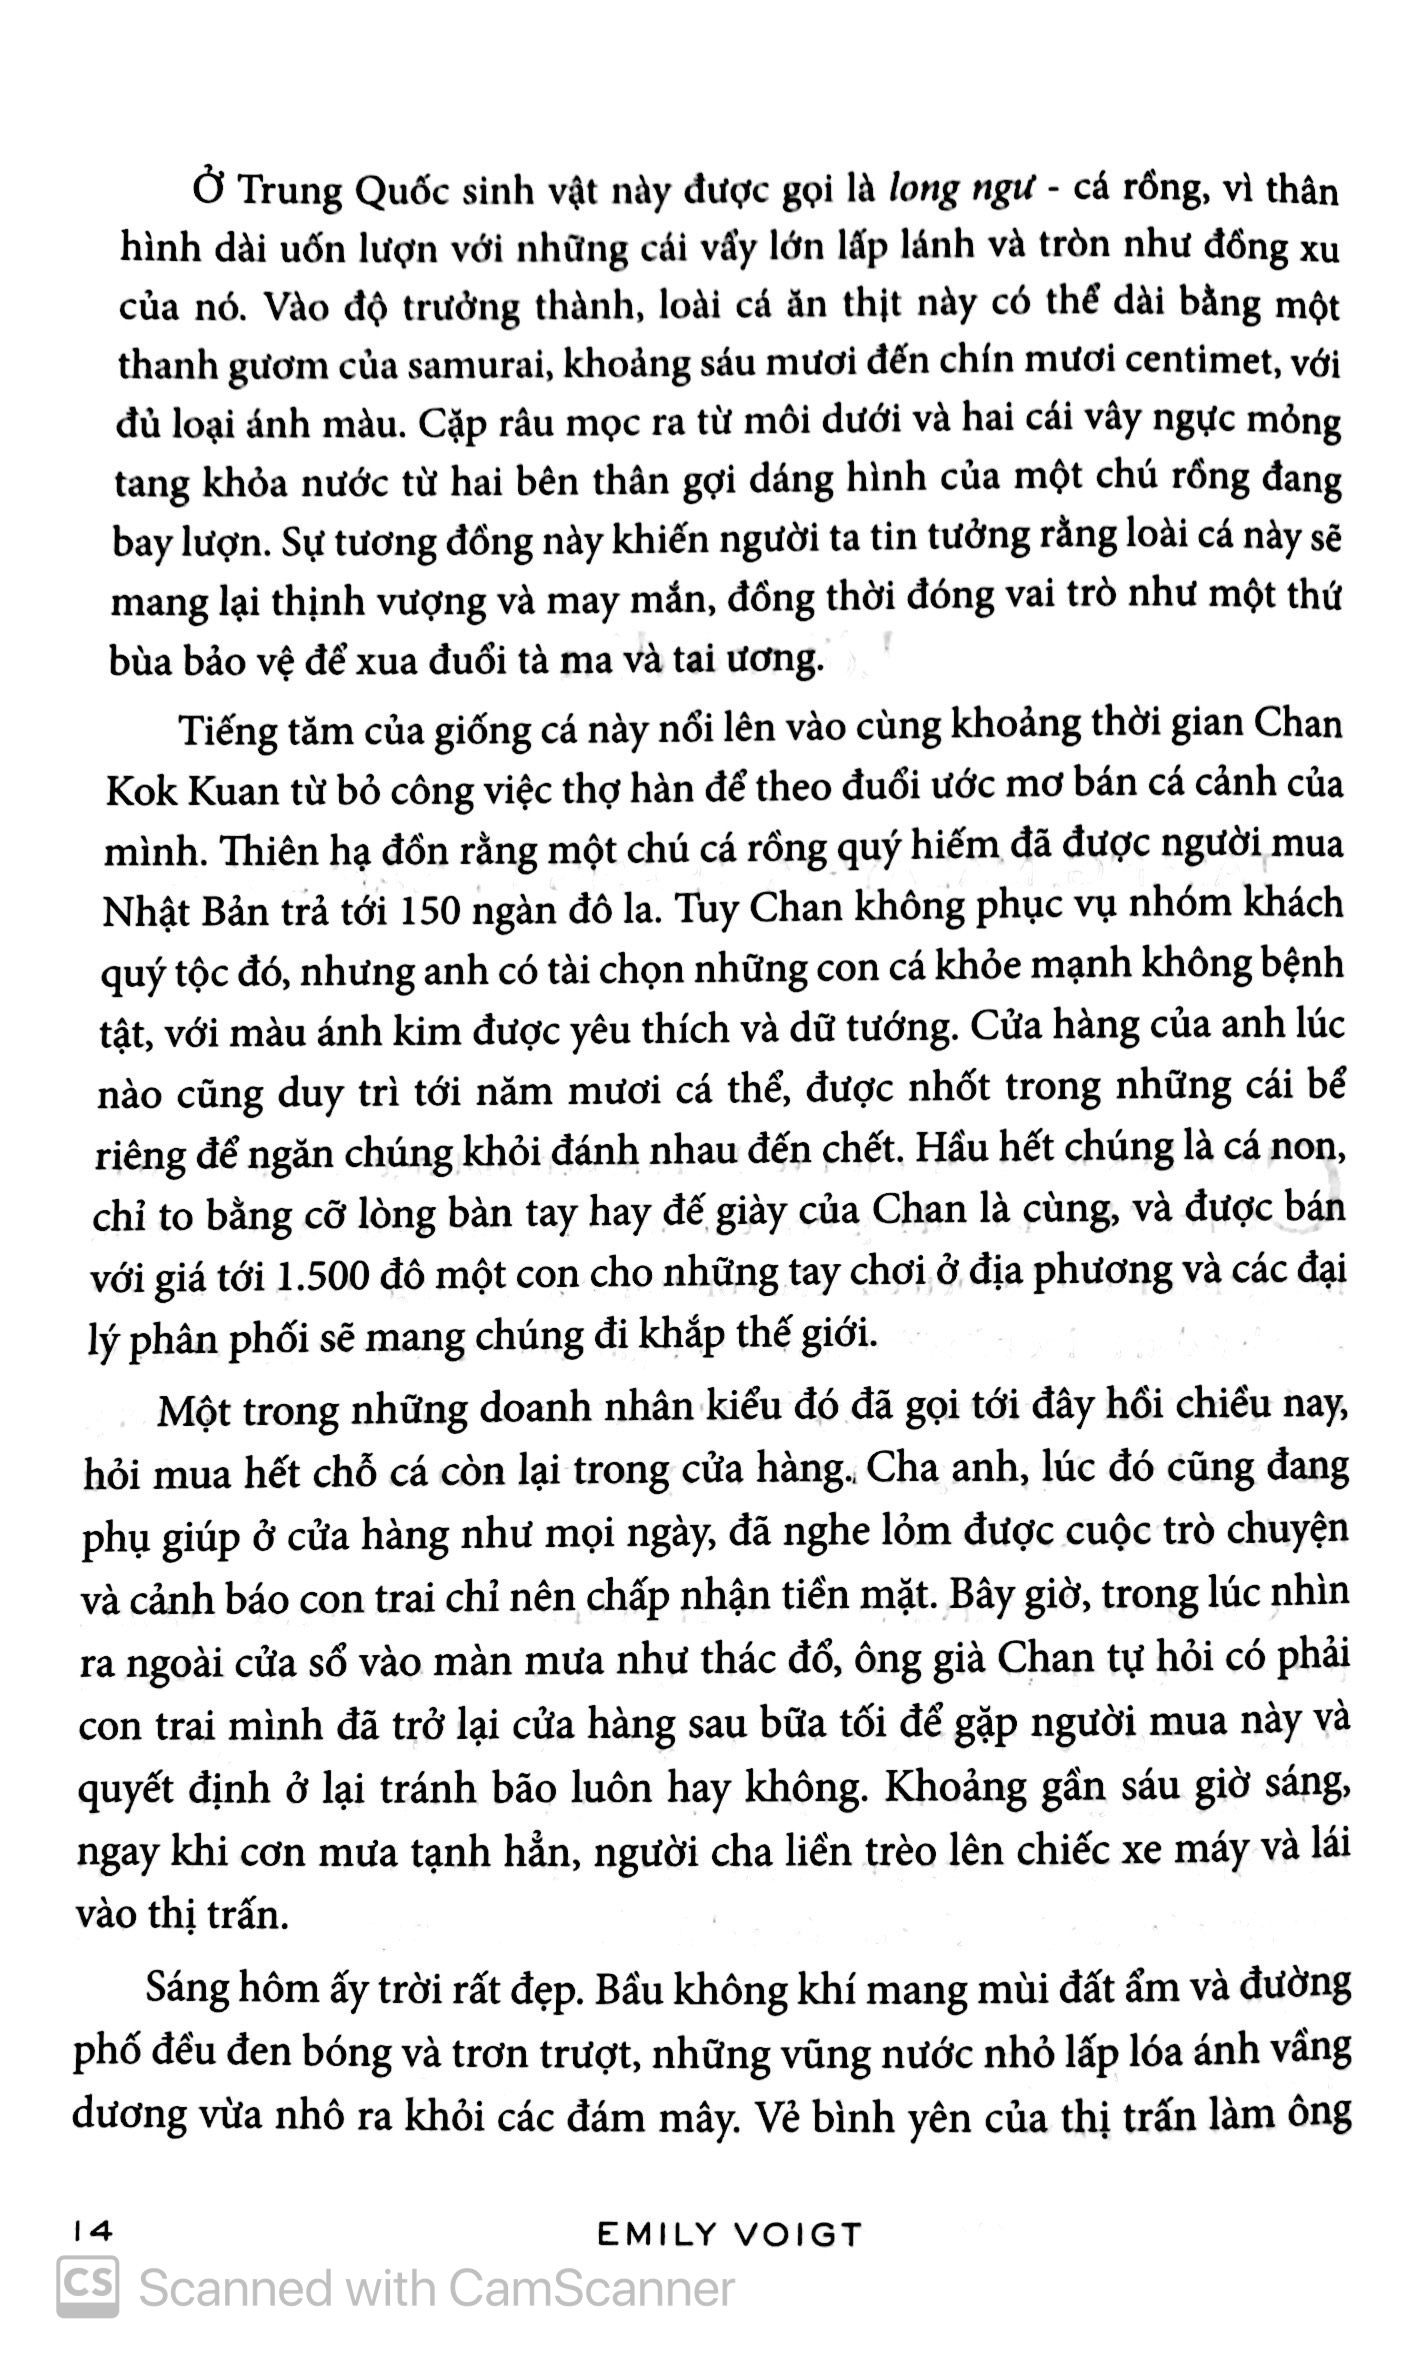 Ở Trung Quốc sinh vật này được gọi là long ngư - cá rồng, vì thân
hình dài uốn lượn với những cái vẩy lớn lấp lánh và tròn như đồng xu
của nó. Vào độ trưởng thành, loài cá ăn thịt này có thể dài bằng một
thanh gươm của samurai, khoảng sáu mươi đến chín mươi centimet, với
đủ loại ánh màu. Cặp râu mọc ra từ môi dưới và hai cái vây ngực mỏng
tang khỏa nước từ hai bên thân gợi dáng hình của một chú rồng đang
bay lượn. Sự tương đồng này khiến người ta tin tưởng rằng loài cá này sẽ
mang lại thịnh vượng và may mắn, đồng thời đóng vai trò như một thứ
bùa bảo vệ để xua đuổi tà ma và tai ương.
Tiếng tăm của giống cá này nổi lên vào cùng khoảng thời gian Chan
Kok Kuan từ bỏ công việc thợ hàn để theo đuổi ước mơ bán cá cảnh của
mình. Thiên hạ đồn rằng một chú cá rồng quý hiếm đã được người mua
Nhật Bản trả tới 150 ngàn đô la. Tuy Chan không phục vụ nhóm khách
quý tộc đó, nhưng anh có tài chọn những con cá khỏe mạnh không bệnh
tật, với màu ánh kim được yêu thích và dữ tướng. Cửa hàng của anh lúc
nào cũng duy trì tới năm mươi cá thể, được nhốt trong những cái bể
riêng để ngăn chúng khỏi đánh nhau đến chết. Hầu hết chúng là cá non,
chỉ to bằng cỡ lòng bàn tay hay đế giày của Chan là cùng, và được bán
với giá tới 1.500 đô một con cho những tay chơi ở địa phương và các đại
lý phân phối sẽ mang chúng đi khắp thế giới.
Một trong những doanh nhân kiểu đó đã gọi tới đây hồi chiều nay,
hỏi mua hết chỗ cá còn lại trong cửa hàng. Cha anh, lúc đó cũng đang
phụ giúp ở cửa hàng như mọi ngày, đã nghe lỏm được cuộc trò chuyện
và cảnh báo con trai chỉ nên chấp nhận tiền mặt. Bây giờ, trong lúc nhìn
ra ngoài cửa sổ vào màn mưa như thác đổ, ông già Chan tự hỏi có phải
con trai mình đã trở lại cửa hàng sau bữa tối để gặp người mua này và
quyết định ở lại tránh bão luôn hay không. Khoảng gần sáu giờ sáng,
ngay khi cơn mưa tạnh hẳn, người cha liền trèo lên chiếc xe máy và lái
vào thị trấn.
Sáng hôm ấy trời rất đẹp. Bầu không khí mang mùi đất ẩm và đường
phố đều đen bóng và trơn trượt, những vũng nước nhỏ lấp lóa ánh vầng
dương vừa nhô ra khỏi các đám mây. Vẻ bình yên của thị trấn làm ông
14
EMILY VOIGT
CS Scanned with CamScanner